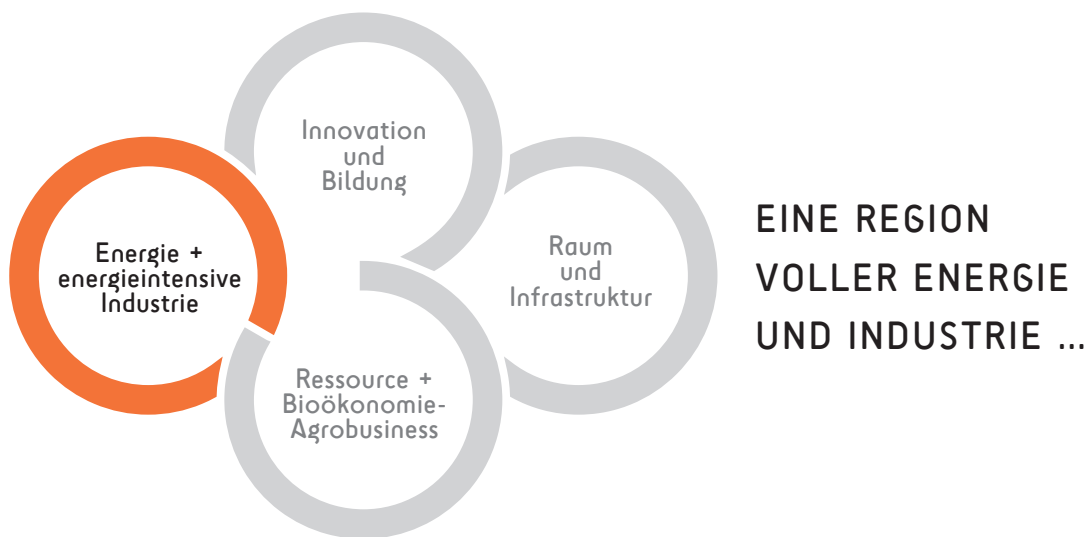 Innovation
und
Bildung
Energie +
energieintensive
Industrie
Raum
und
Infrastruktur
Ressource +
Bioökonomie-
Agrobusiness
EINE REGION
VOLLER ENERGIE
UND INDUSTRIE ...